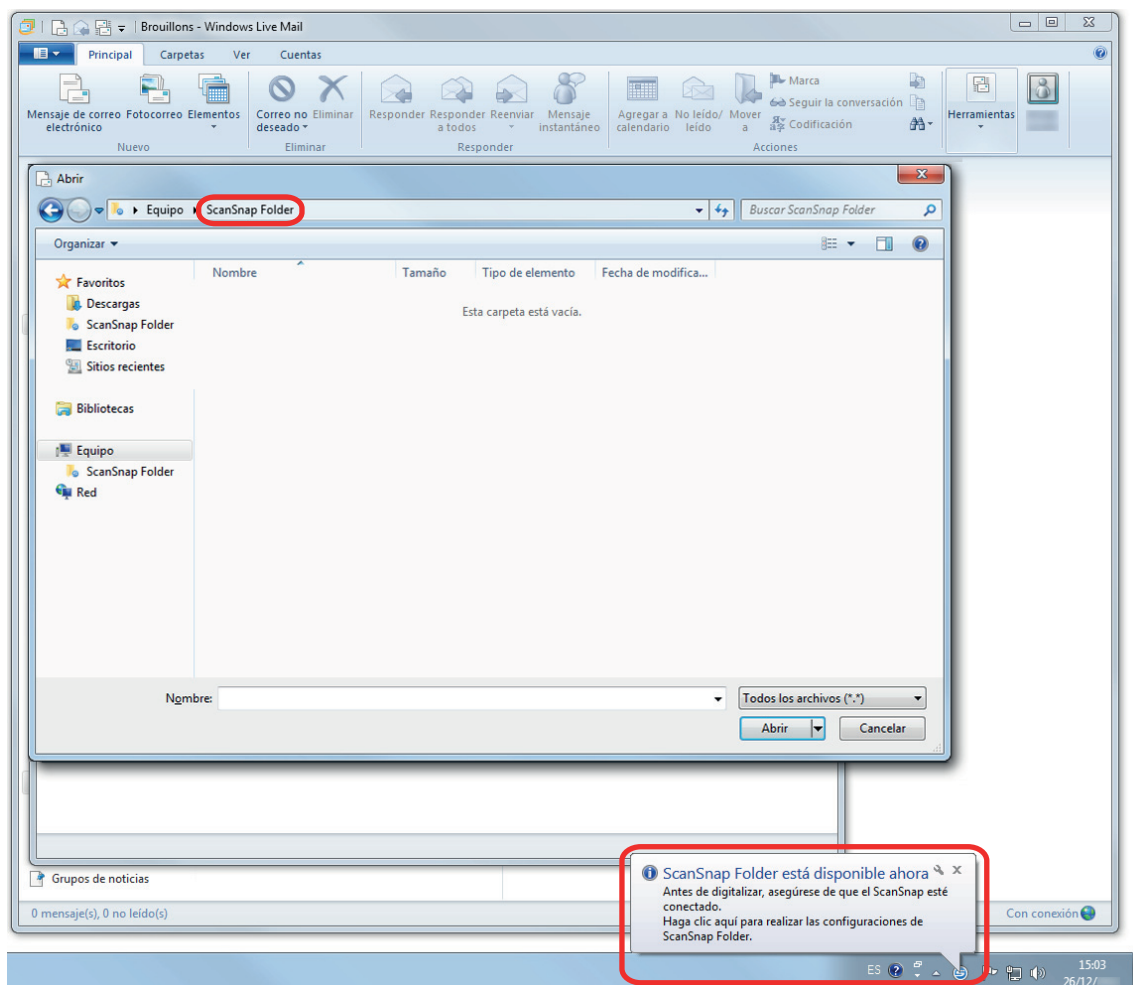 Brouillons - Windows Live Mail
Principal Carpetas Ver Cuentas
Mensaje de correo electrónico
Fotocorreo
Elementos
Correo no deseado
Eliminar
Responder
Responder a todos
Reenviar
Mensaje instantáneo
Agregar a calendario
No leído/ leído
Mover a
Marca
Seguir la conversación
Codificación
Herramientas
Nuevo Eliminar Responder Acciones
Abrir
Equipo ScanSnap Folder
Buscar ScanSnap Folder
Organizar
Nombre Tamaño Tipo de elemento Fecha de modifica...
Esta carpeta está vacía.
Favoritos
Descargas
ScanSnap Folder
Escritorio
Sitios recientes
Bibliotecas
Equipo
ScanSnap Folder
Red
Nombre:
Todos los archivos (*.*)
Abrir Cancelar
Grupos de noticias
0 mensaje(s), 0 no leído(s)
Con conexión
ScanSnap Folder está disponible ahora
Antes de digitalizar, asegúrese de que el ScanSnap esté
conectado.
Haga clic aquí para realizar las configuraciones de
ScanSnap Folder.
ES
15:03
26/12/